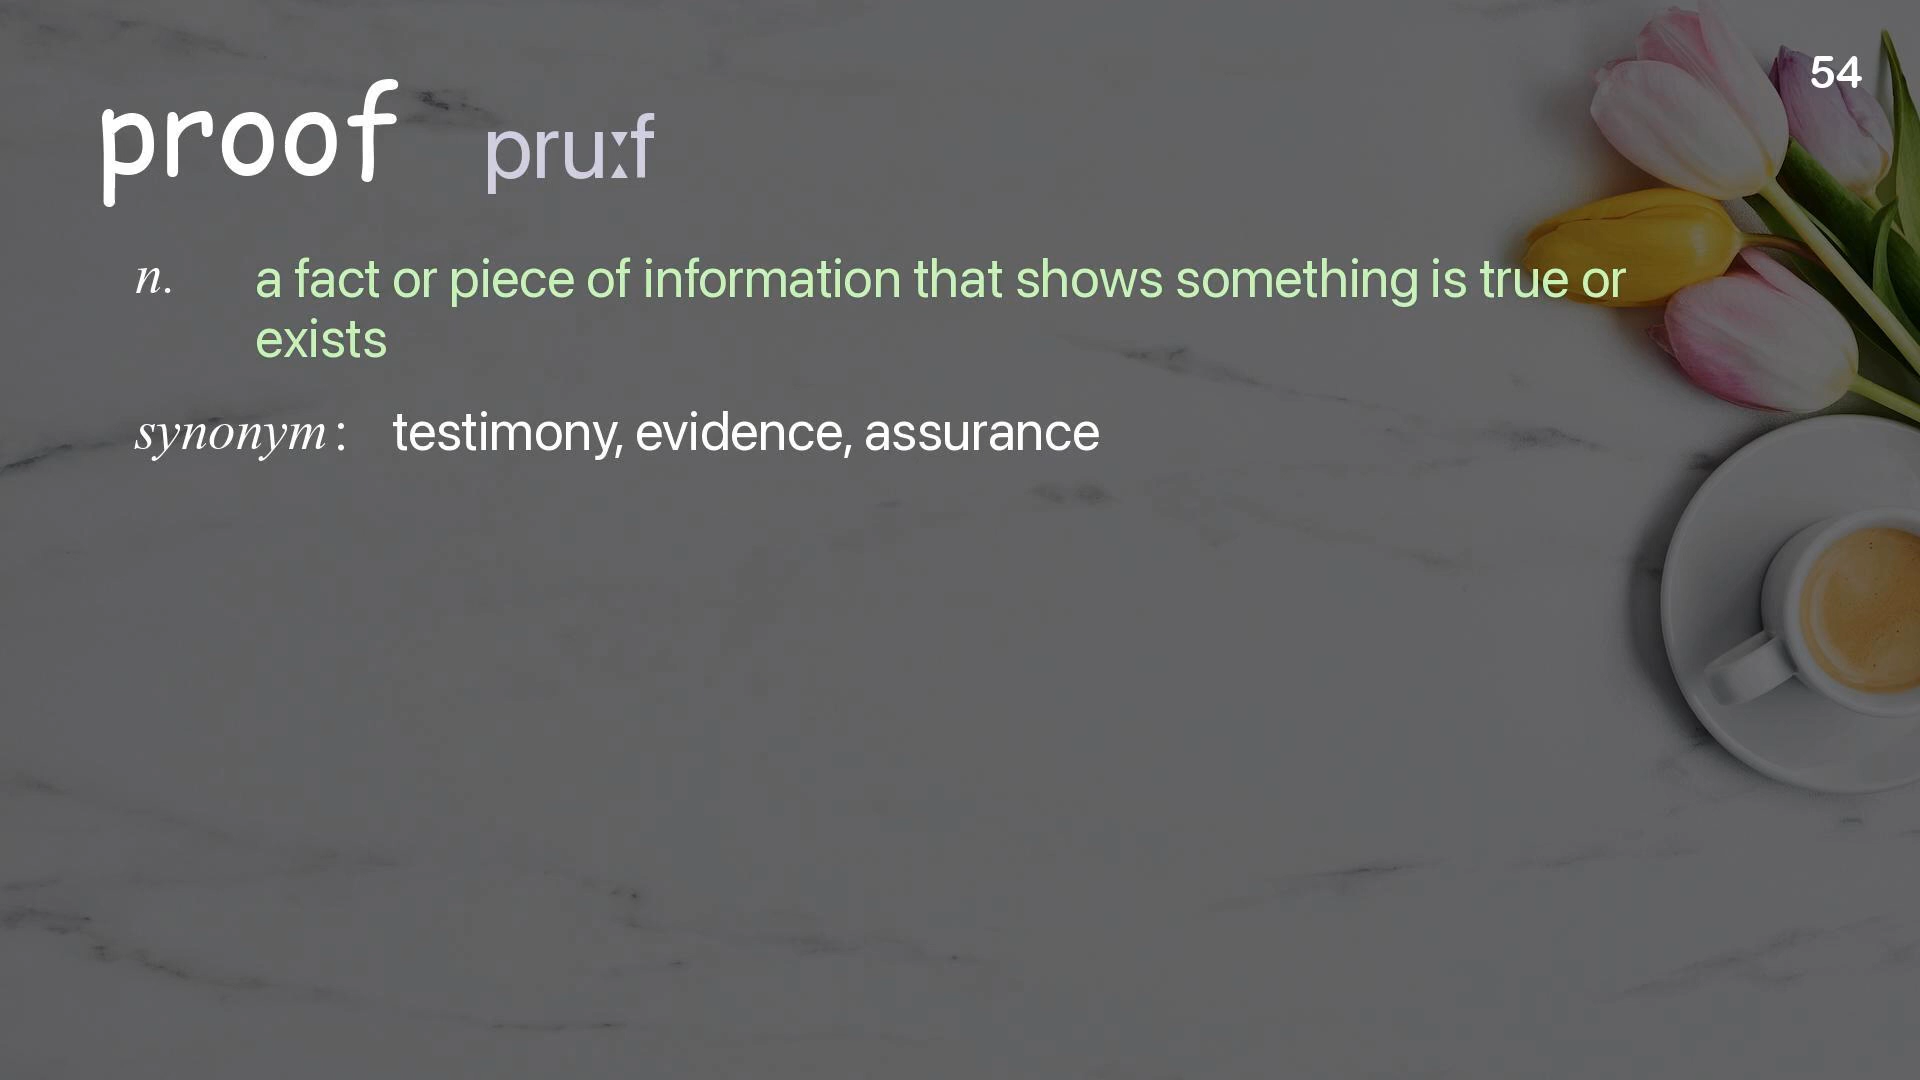 54
proof pruːf
n. a fact or piece of information that shows something is true or
exists
synonym: testimony, evidence, assurance